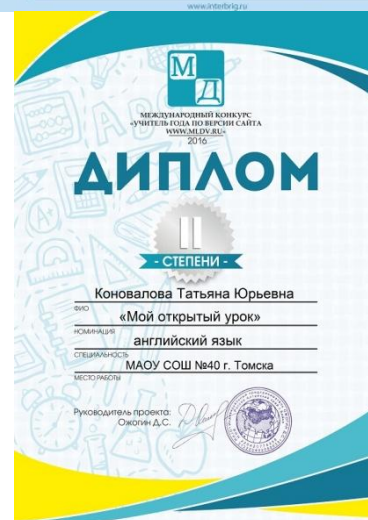 www.interbrig.ru
М
Д
МЕЖДУНАРОДНЫЙ КОНКУРС
«УЧИТЕЛЬ ГОДА ПО ВЕРСИИ САЙТА
WWW.MLDV.RU»
2016
ДИПЛОМ
II
- СТЕПЕНИ -
Коновалова Татьяна Юрьевна
ФИО
«Мой открытый урок»
НОМИНАЦИЯ
английский язык
СПЕЦИАЛЬНОСТЬ
МАОУ СОШ №40 г. Томска
МЕСТО РАБОТЫ
Руководитель проекта:
Ожогин Д.С.